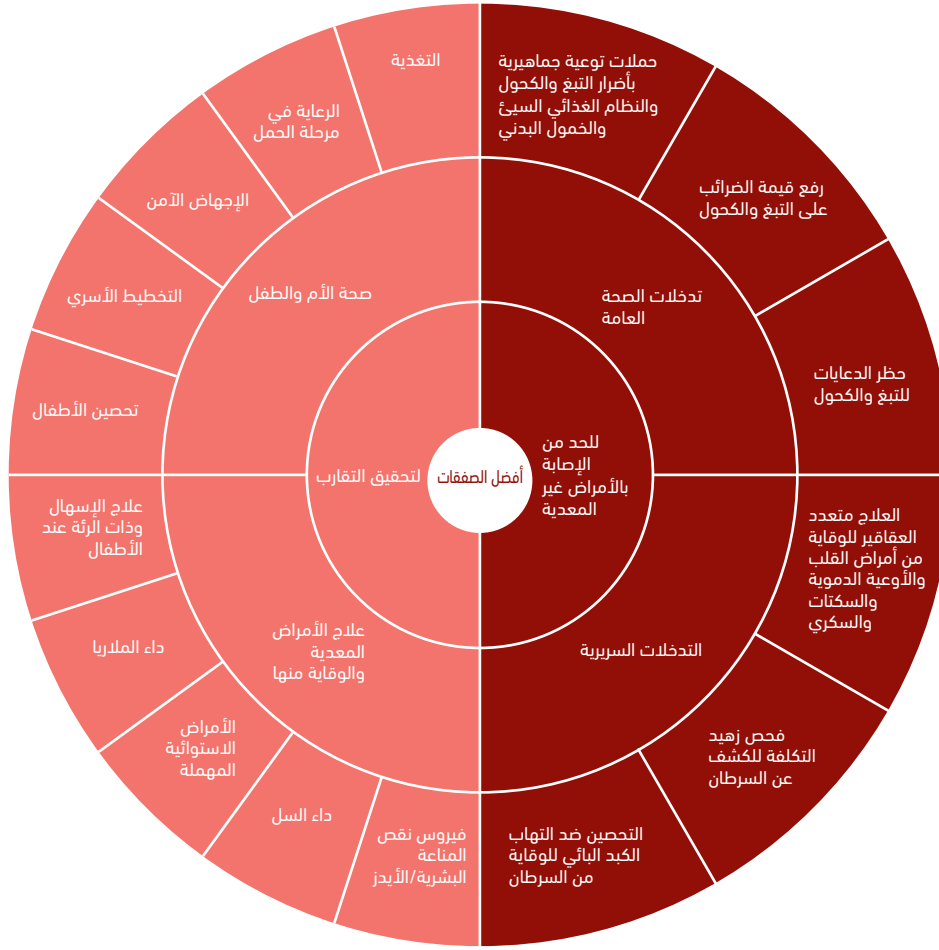 أفضل الصفقات
للحد من
الإصابة
بالأمراض غير
المعدية
تدخلات الصحة
العامة
حملات توعية جماهيرية
بأضرار التبغ والكحول
والنظام الغذائي السيئ
والخمول البدني
رفع قيمة الضرائب
على التبغ والكحول
حظر الدعايات
للتبغ والكحول
التدخلات السريرية
العلاج متعدد
العقاقير للوقاية
من أمراض القلب
والأوعية الدموية
والسكتات
والسكري
فحص زهيد
التكلفة للكشف
عن السرطان
التحصين ضد التهاب
الكبد البائي للوقاية
من السرطان
لتحقيق التقارب
صحة الأم والطفل
التغذية
الرعاية في
مرحلة الحمل
الإجهاض الآمن
التخطيط الأسري
تحصين الأطفال
علاج الأمراض
المعدية
والوقاية منها
علاج الإسهال
وذات الرئة عند
الأطفال
داء الملاريا
الأمراض
الاستوائية
المهملة
داء السل
فيروس نقص
المناعة
البشرية/الأيدز